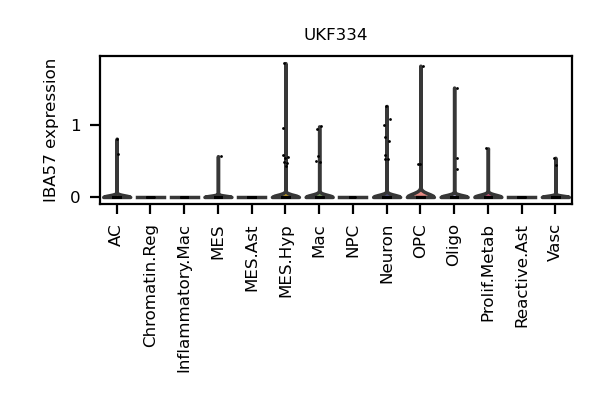 UKF334
IBA57 expression
1
0
AC
Chromatin.Reg
Inflammatory.Mac
MES
MES.Ast
MES.Hyp
Mac
NPC
Neuron
OPC
Oligo
Prolif.Metab
Reactive.Ast
Vasc